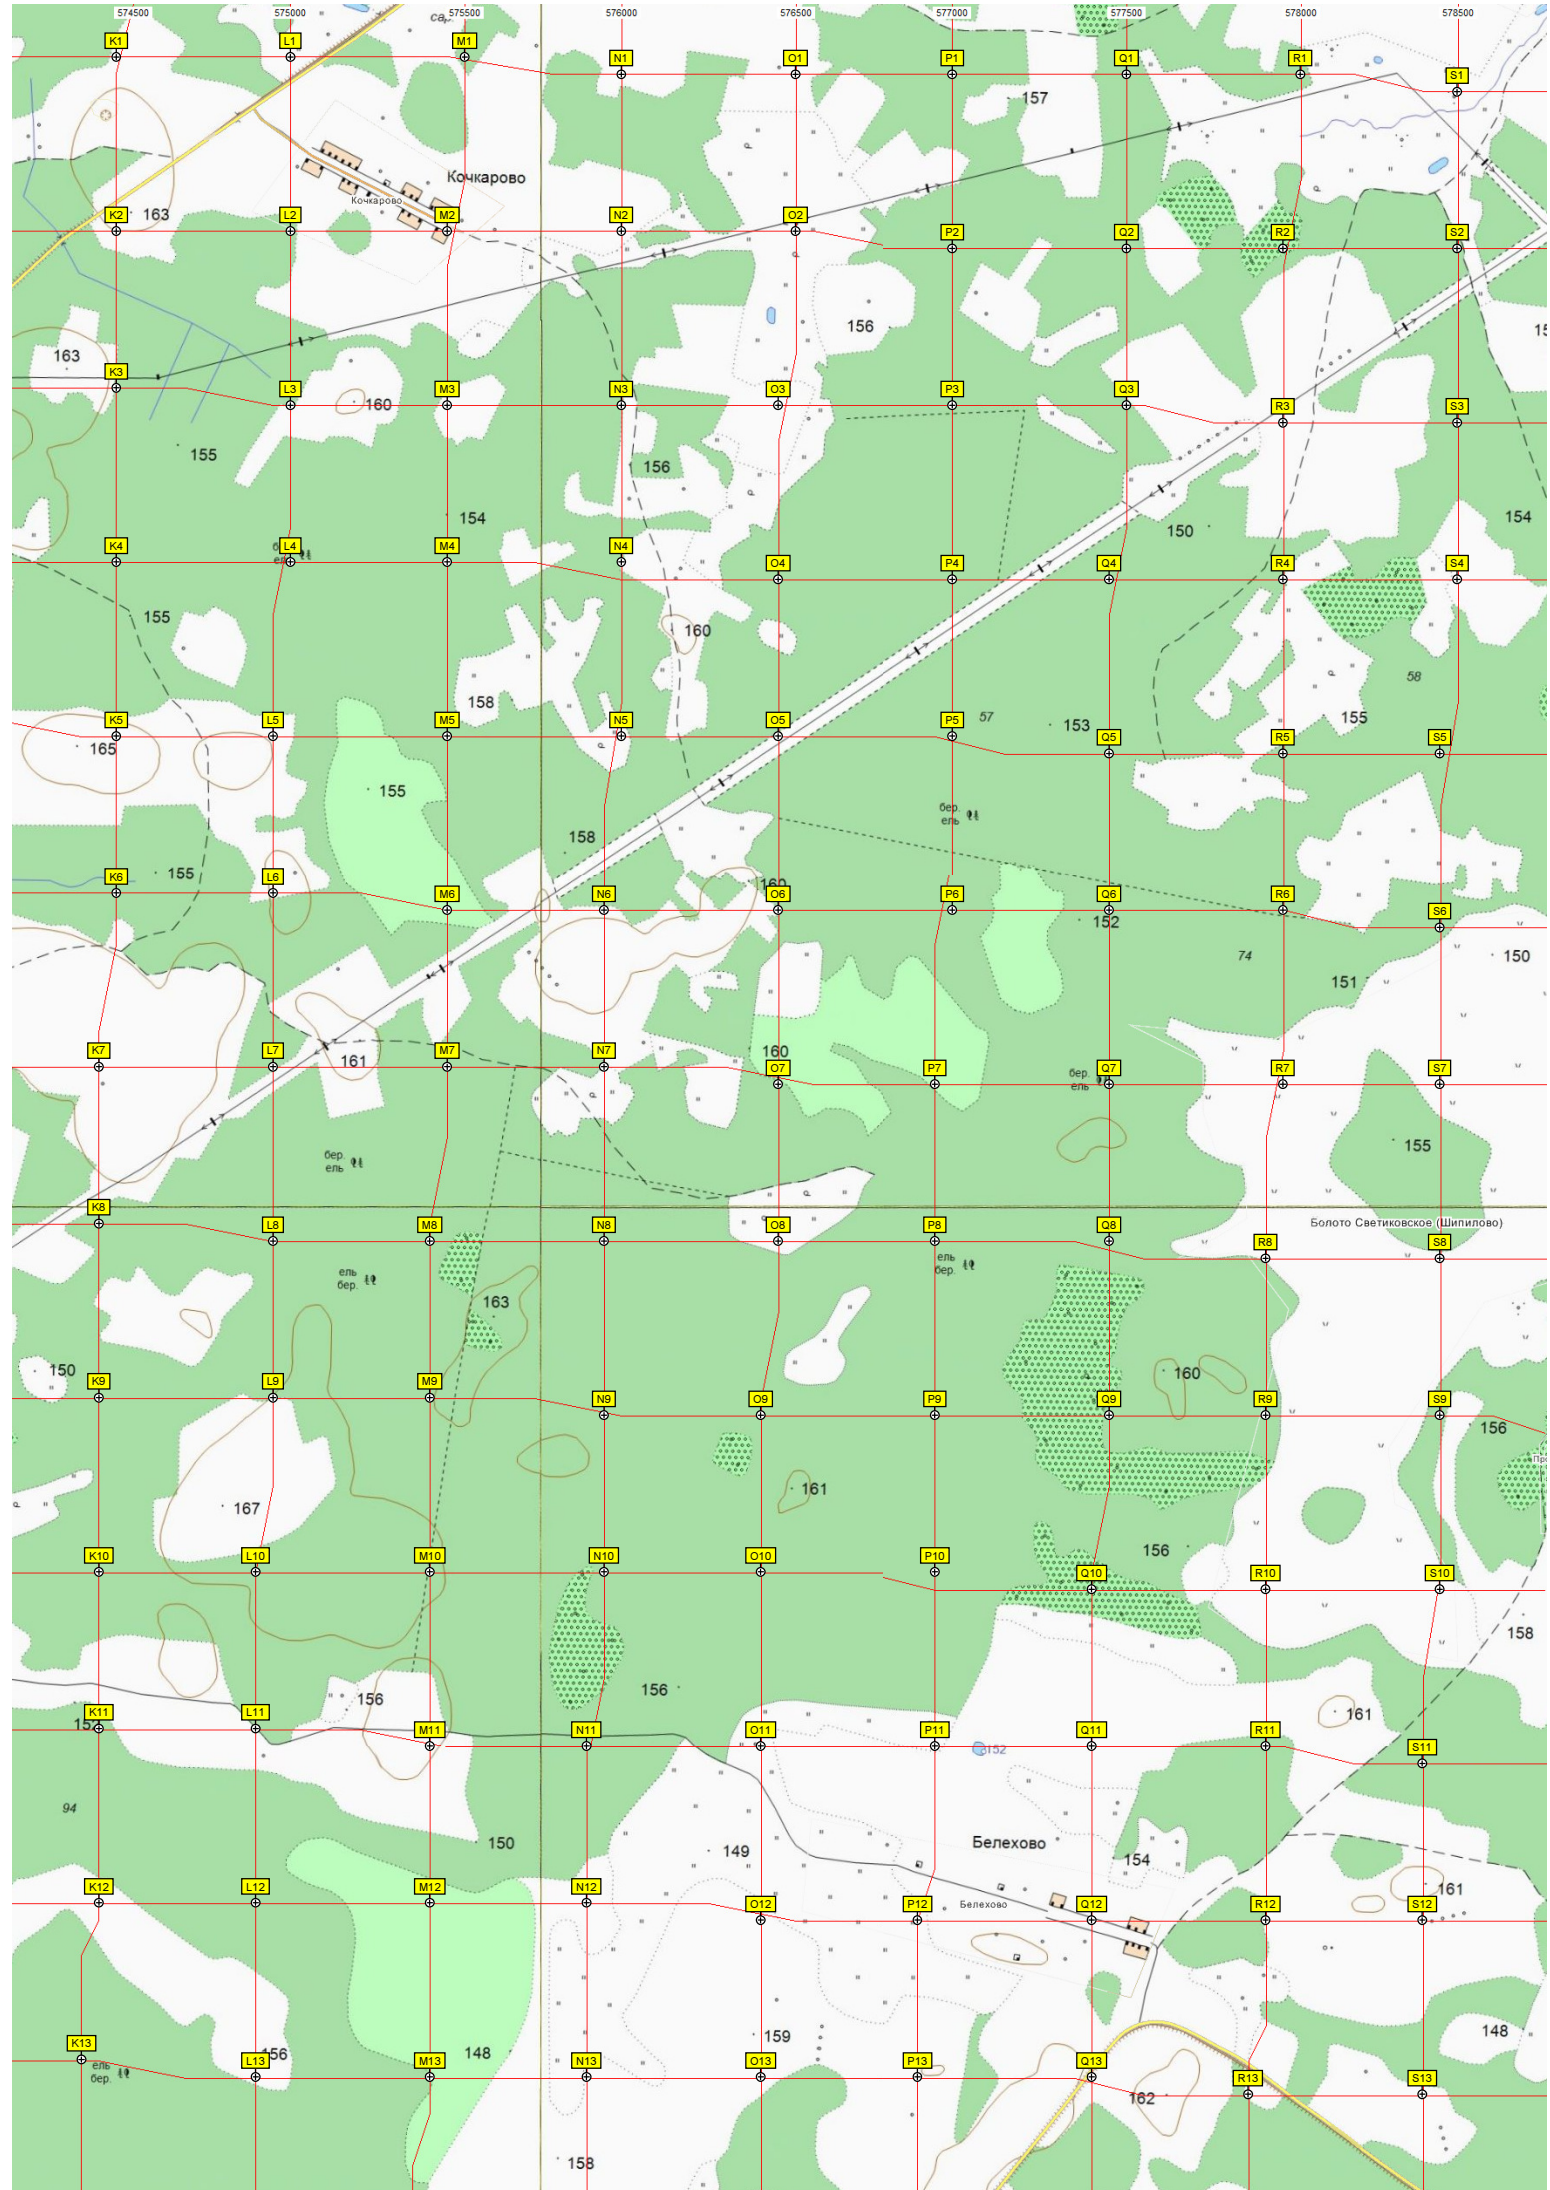 574500 575000 575500 576000 576500 577000 577500 578000 578500
K1 L1 M1 N1 O1 P1 Q1 R1 S1
157
Кочкарово
Кочкарово
163
K2 L2 M2 N2 O2 P2 Q2 R2 S2
156
163
K3 L3 M3 N3 O3 P3 Q3 R3 S3
160
155
156
154
150
154
K4 L4 M4 N4 O4 P4 Q4 R4 S4
155
160
58
158
57
153
155
K5 L5 M5 N5 O5 P5 Q5 R5 S5
165
155
бер.
ель
158
155
160
K6 L6 M6 N6 O6 P6 Q6 R6 S6
152
74
150
151
161
160
K7 L7 M7 N7 O7 P7 Q7 R7 S7
бер.
ель
155
бер.
ель
K8 L8 M8 N8 O8 P8 Q8 R8 S8
Болото Светиковское (Шипилово)
ель
бер.
ель
бер.
163
150
160
K9 L9 M9 N9 O9 P9 Q9 R9 S9
156
161
167
156
K10 L10 M10 N10 O10 P10 Q10 R10 S10
158
156
156
161
152
K11 L11 M11 N11 O11 P11 Q11 R11 S11
152
94
150
149
Белехово
154
161
K12 L12 M12 N12 O12 P12 Q12 R12 S12
Белехово
159
148
156
148
K13 L13 M13 N13 O13 P13 Q13 R13 S13
ель
бер.
162
158